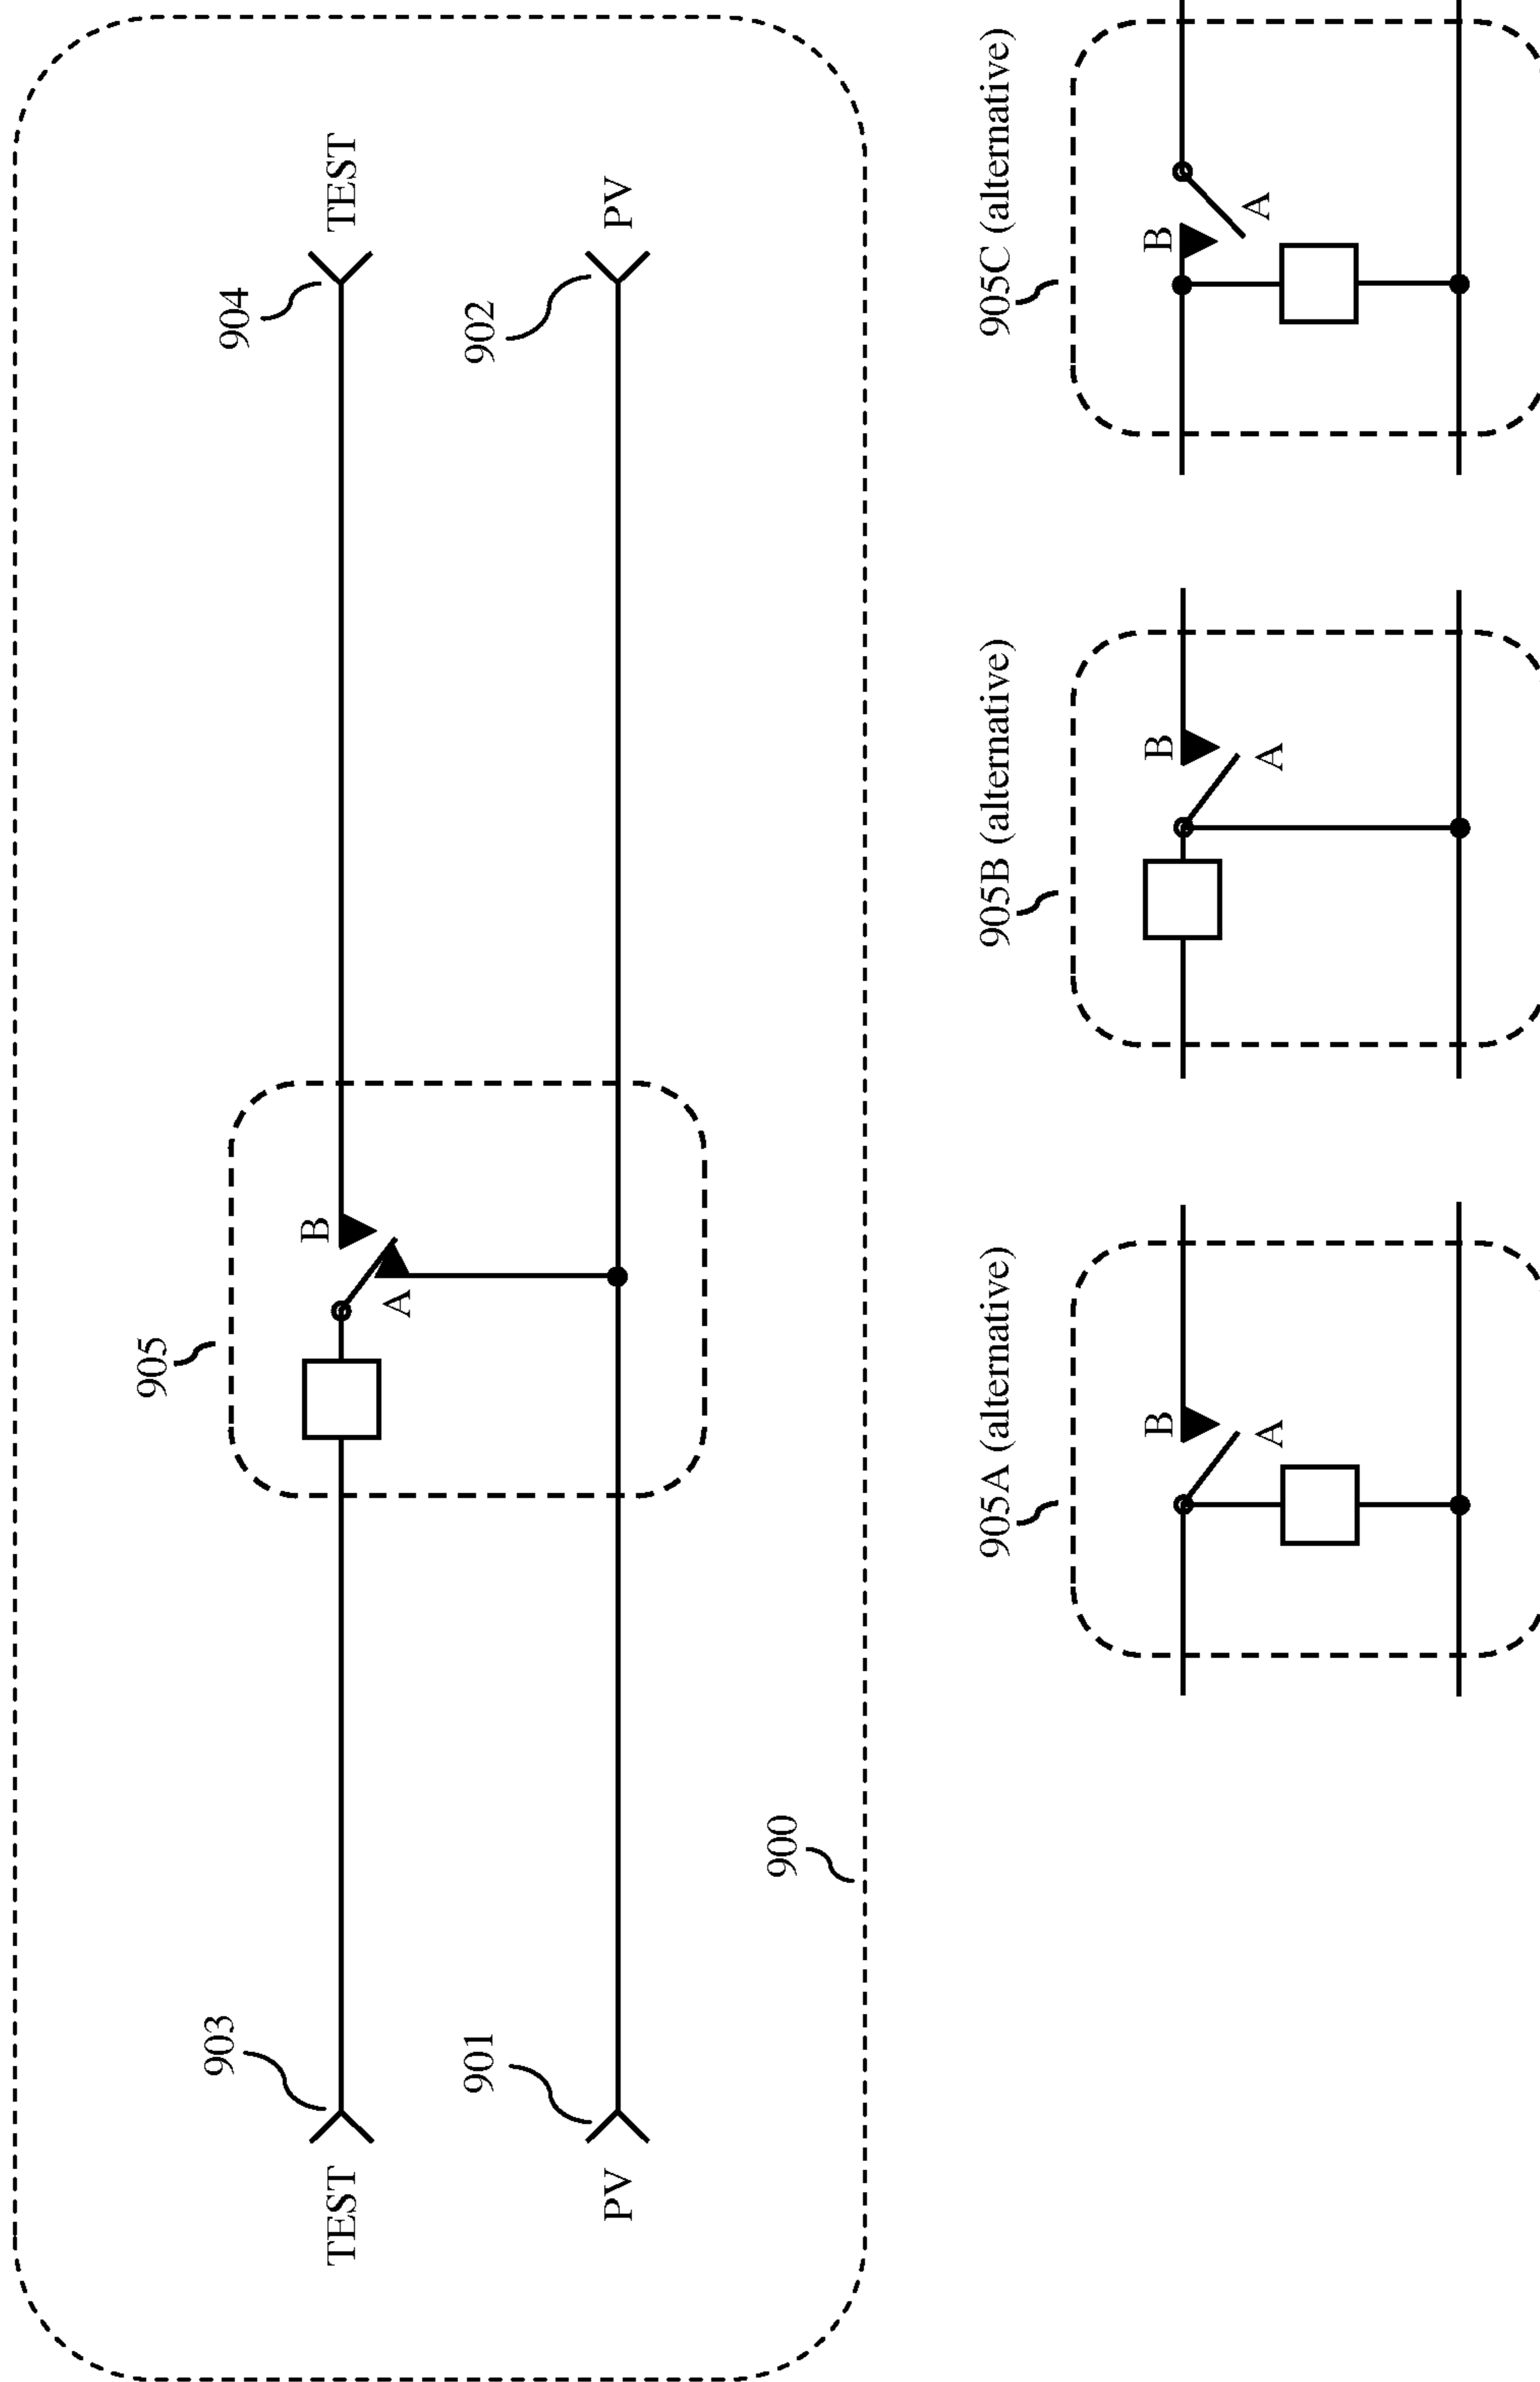 905
B
A
903
TEST
904
TEST
901
PV
902
PV
900
905A (alternative)
B
A
905B (alternative)
B
A
905C (alternative)
B
A